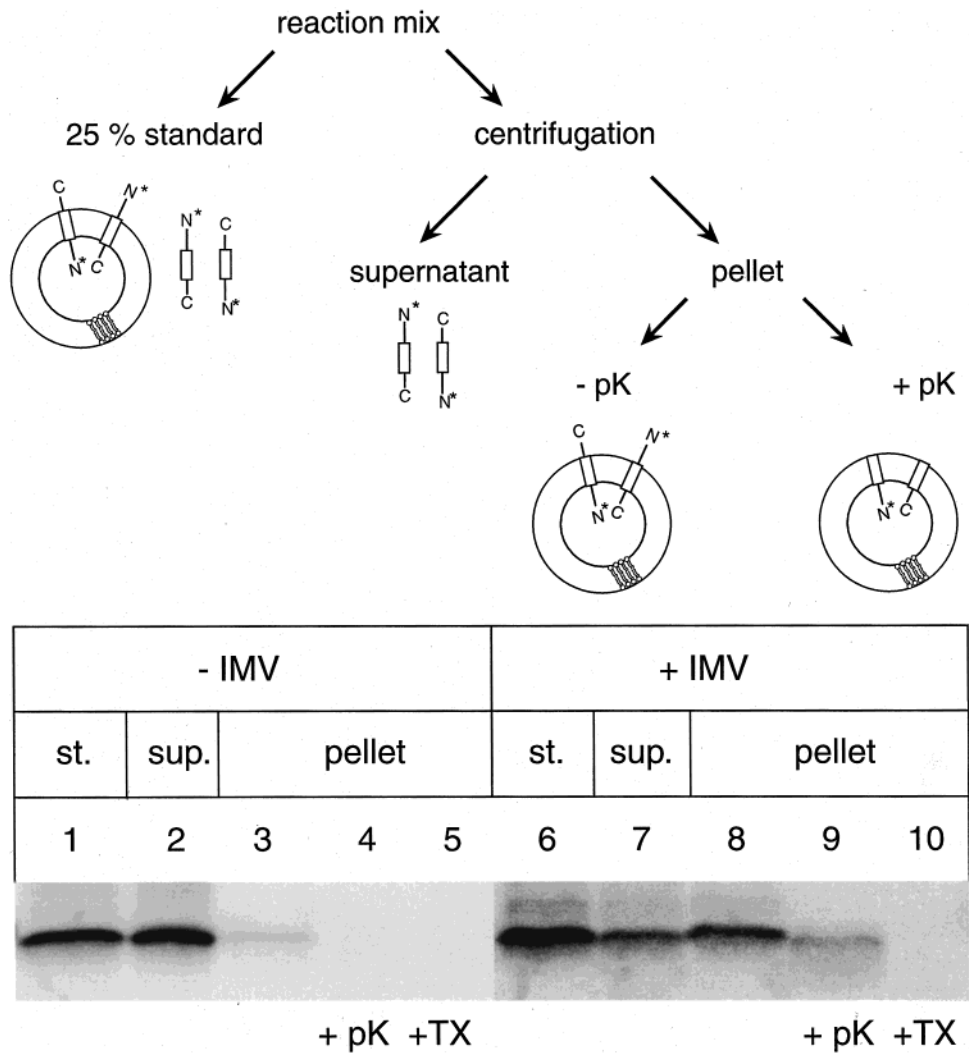 reaction mix
25 % standard
centrifugation
C
N*
N*
C
N*
C
C
N*
supernatant
pellet
N*
C
C
N*
- pK
+ pK
C
N*
N*
C
N*
C
- IMV
+ IMV
st.
sup.
pellet
st.
sup.
pellet
1 2 3 4 5 6 7 8 9 10
+ pK +TX + pK +TX